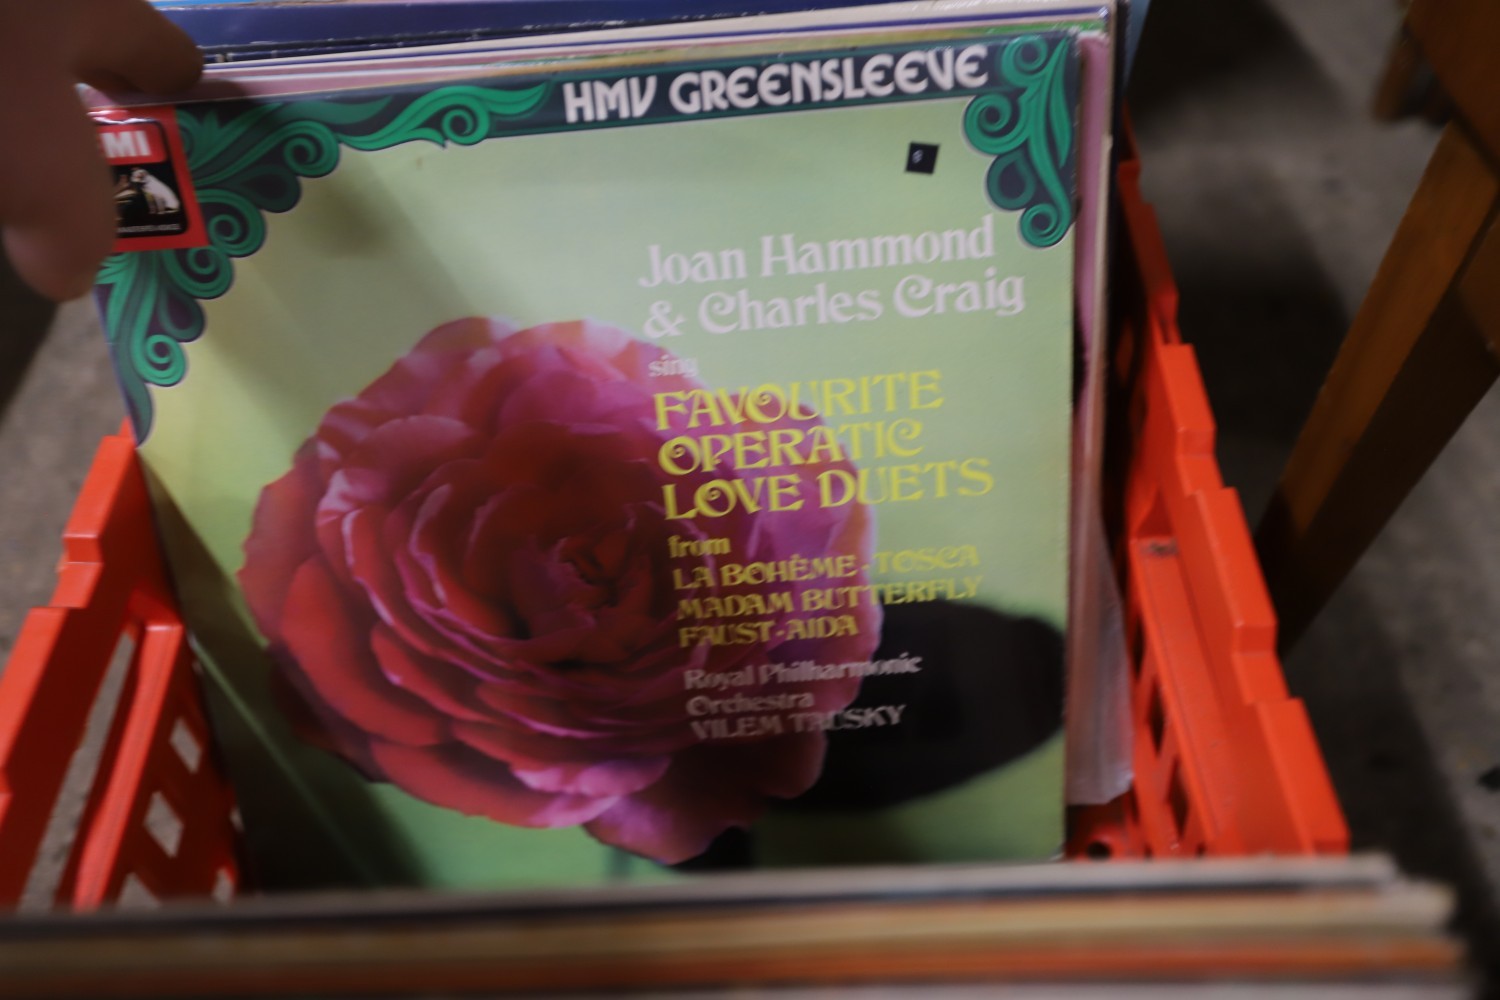 HMV GREENSLEEVE
EMI
Joan Hammond
& Charles Craig
sing
FAVOURITE
OPERATIC
LOVE DUETS
from
LA BOHÈME · TOSCA
MADAM BUTTERFLY
FAUST · AIDA
Royal Philharmonic
Orchestra
VILEM TAUSKY